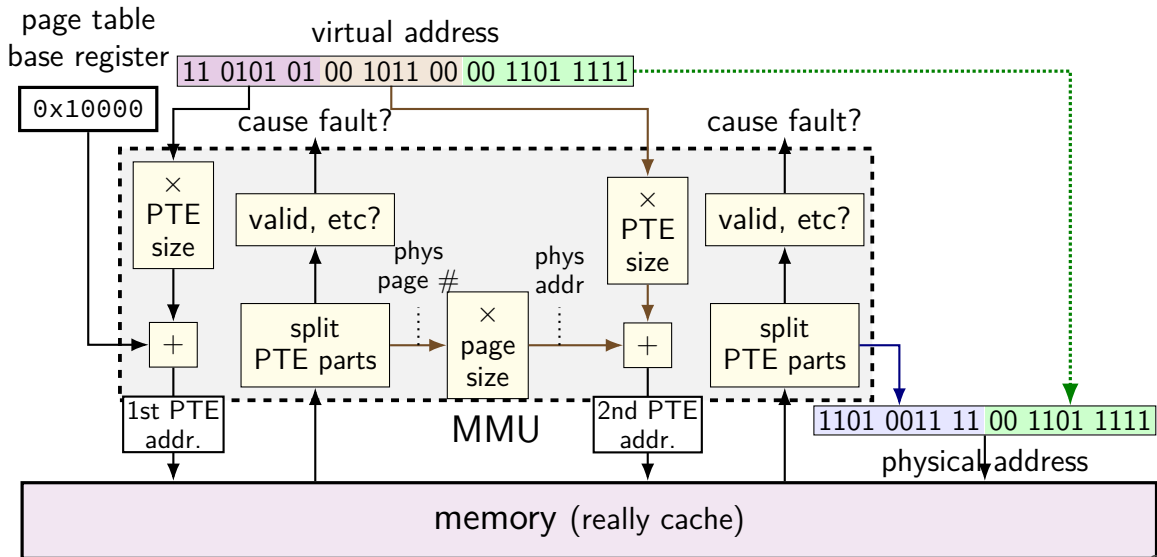 page table
base register
virtual address
11 0101 01 00 1011 00 00 1101 1111
0x10000
cause fault?
cause fault?
×
PTE
size
valid, etc?
×
PTE
size
valid, etc?
phys
page #
phys
addr
+
split
PTE parts
×
page
size
+
split
PTE parts
1st PTE
addr.
MMU
2nd PTE
addr.
1101 0011 11 00 1101 1111
physical address
memory (really cache)